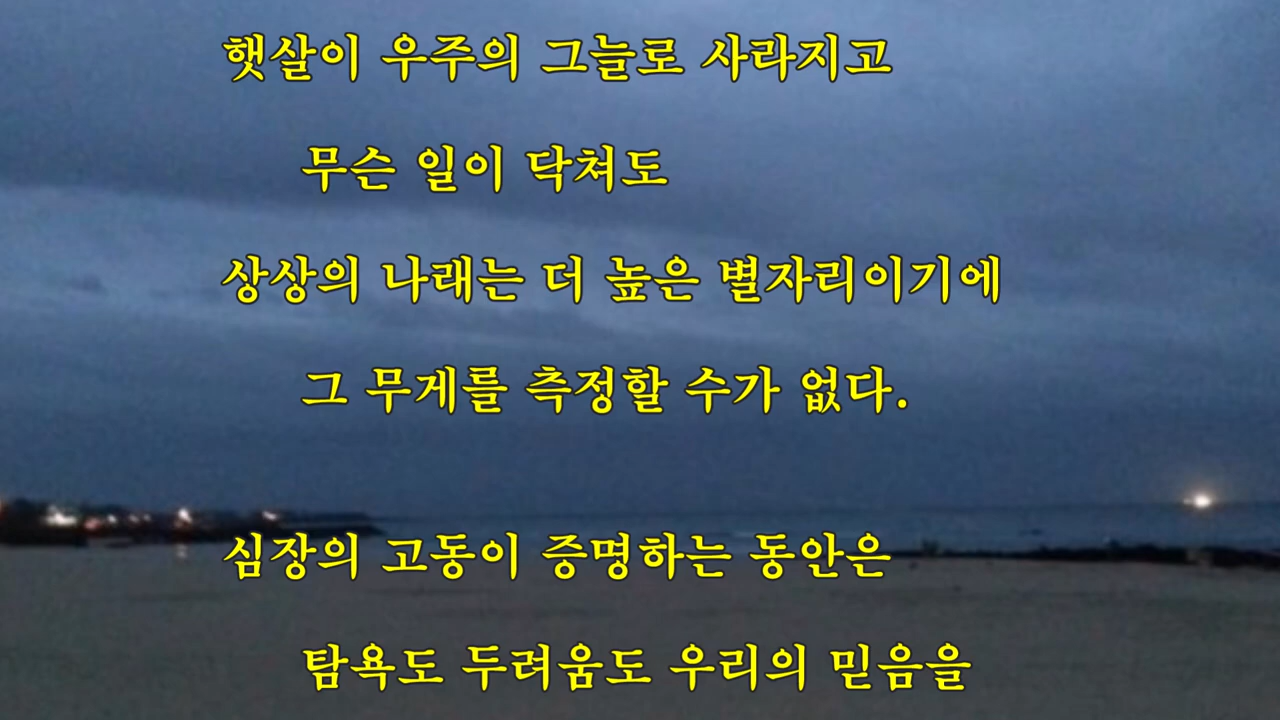 햇살이 우주의 그늘로 사라지고
무슨 일이 닥쳐도
상상의 나래는 더 높은 별자리이기에
그 무게를 측정할 수가 없다.
심장의 고동이 증명하는 동안은
탐욕도 두려움도 우리의 믿음을